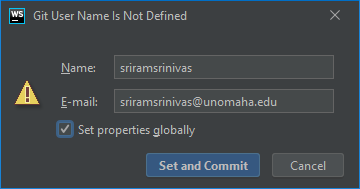 WS Git User Name Is Not Defined
Name: sriramsrinivas
E-mail: sriramsrinivas@unomaha.edu
Set properties globally
Set and Commit Cancel